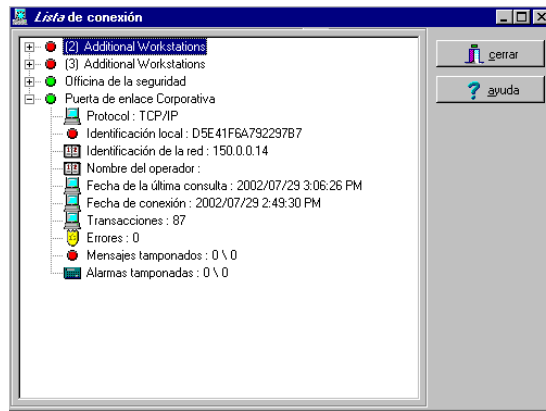 Lista de conexión
(2) Additional Workstations
(3) Additional Workstations
Officina de la seguridad
Puerta de enlace Corporativa
Protocol : TCP/IP
Identificación local : D5E41F6A792297B7
Identificación de la red : 150.0.0.14
Nombre del operador :
Fecha de la última consulta : 2002/07/29 3:06:26 PM
Fecha de conexión : 2002/07/29 2:49:30 PM
Transacciones : 87
Errores : 0
Mensajes tamponados : 0 \ 0
Alarmas tamponadas : 0 \ 0
cerrar
ayuda